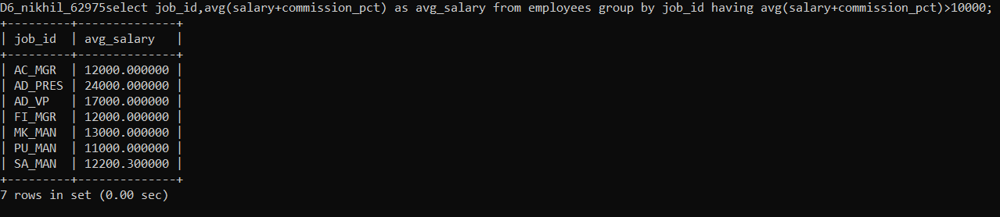 D6_nikhil_62975select job_id,avg(salary+commission_pct) as avg_salary from employees group by job_id having avg(salary+commission_pct)>10000;
+---------+--------------+
| job_id  | avg_salary   |
+---------+--------------+
| AC_MGR  | 12000.000000 |
| AD_PRES | 24000.000000 |
| AD_VP   | 17000.000000 |
| FI_MGR  | 12000.000000 |
| MK_MAN  | 13000.000000 |
| PU_MAN  | 11000.000000 |
| SA_MAN  | 12200.300000 |
+---------+--------------+
7 rows in set (0.00 sec)